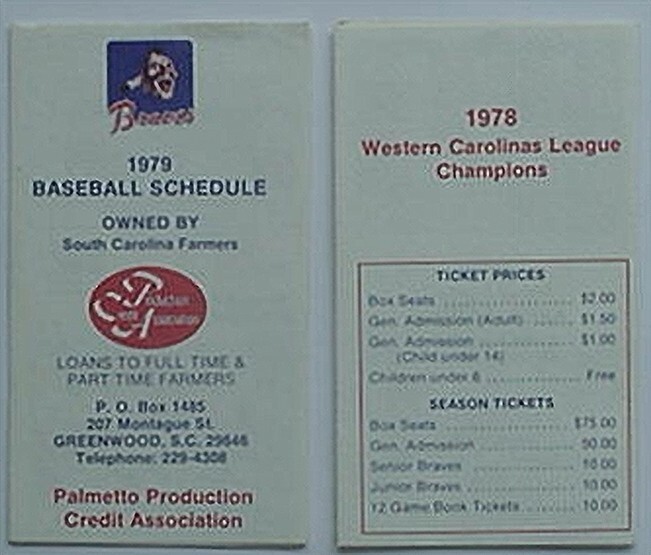 Braves
1979
BASEBALL SCHEDULE
OWNED BY
South Carolina Farmers
Production
Credit
Association
LOANS TO FULL TIME &
PART TIME FARMERS
P. O. Box 1485
207 Montague St.
GREENWOOD, S.C. 29646
Telephone: 229-4308
Palmetto Production
Credit Association
1978
Western Carolinas League
Champions
TICKET PRICES
Box Seats .................... $2.00
Gen. Admission (Adult) ...... $1.50
Gen. Admission .............. $1.00
(Child under 14)
Children under 6 .............. Free
SEASON TICKETS
Box Seats .................... $75.00
Gen. Admission .............. 50.00
Senior Braves ................ 10.00
Junior Braves ................ 10.00
12 Game Book Tickets ....... 10.00